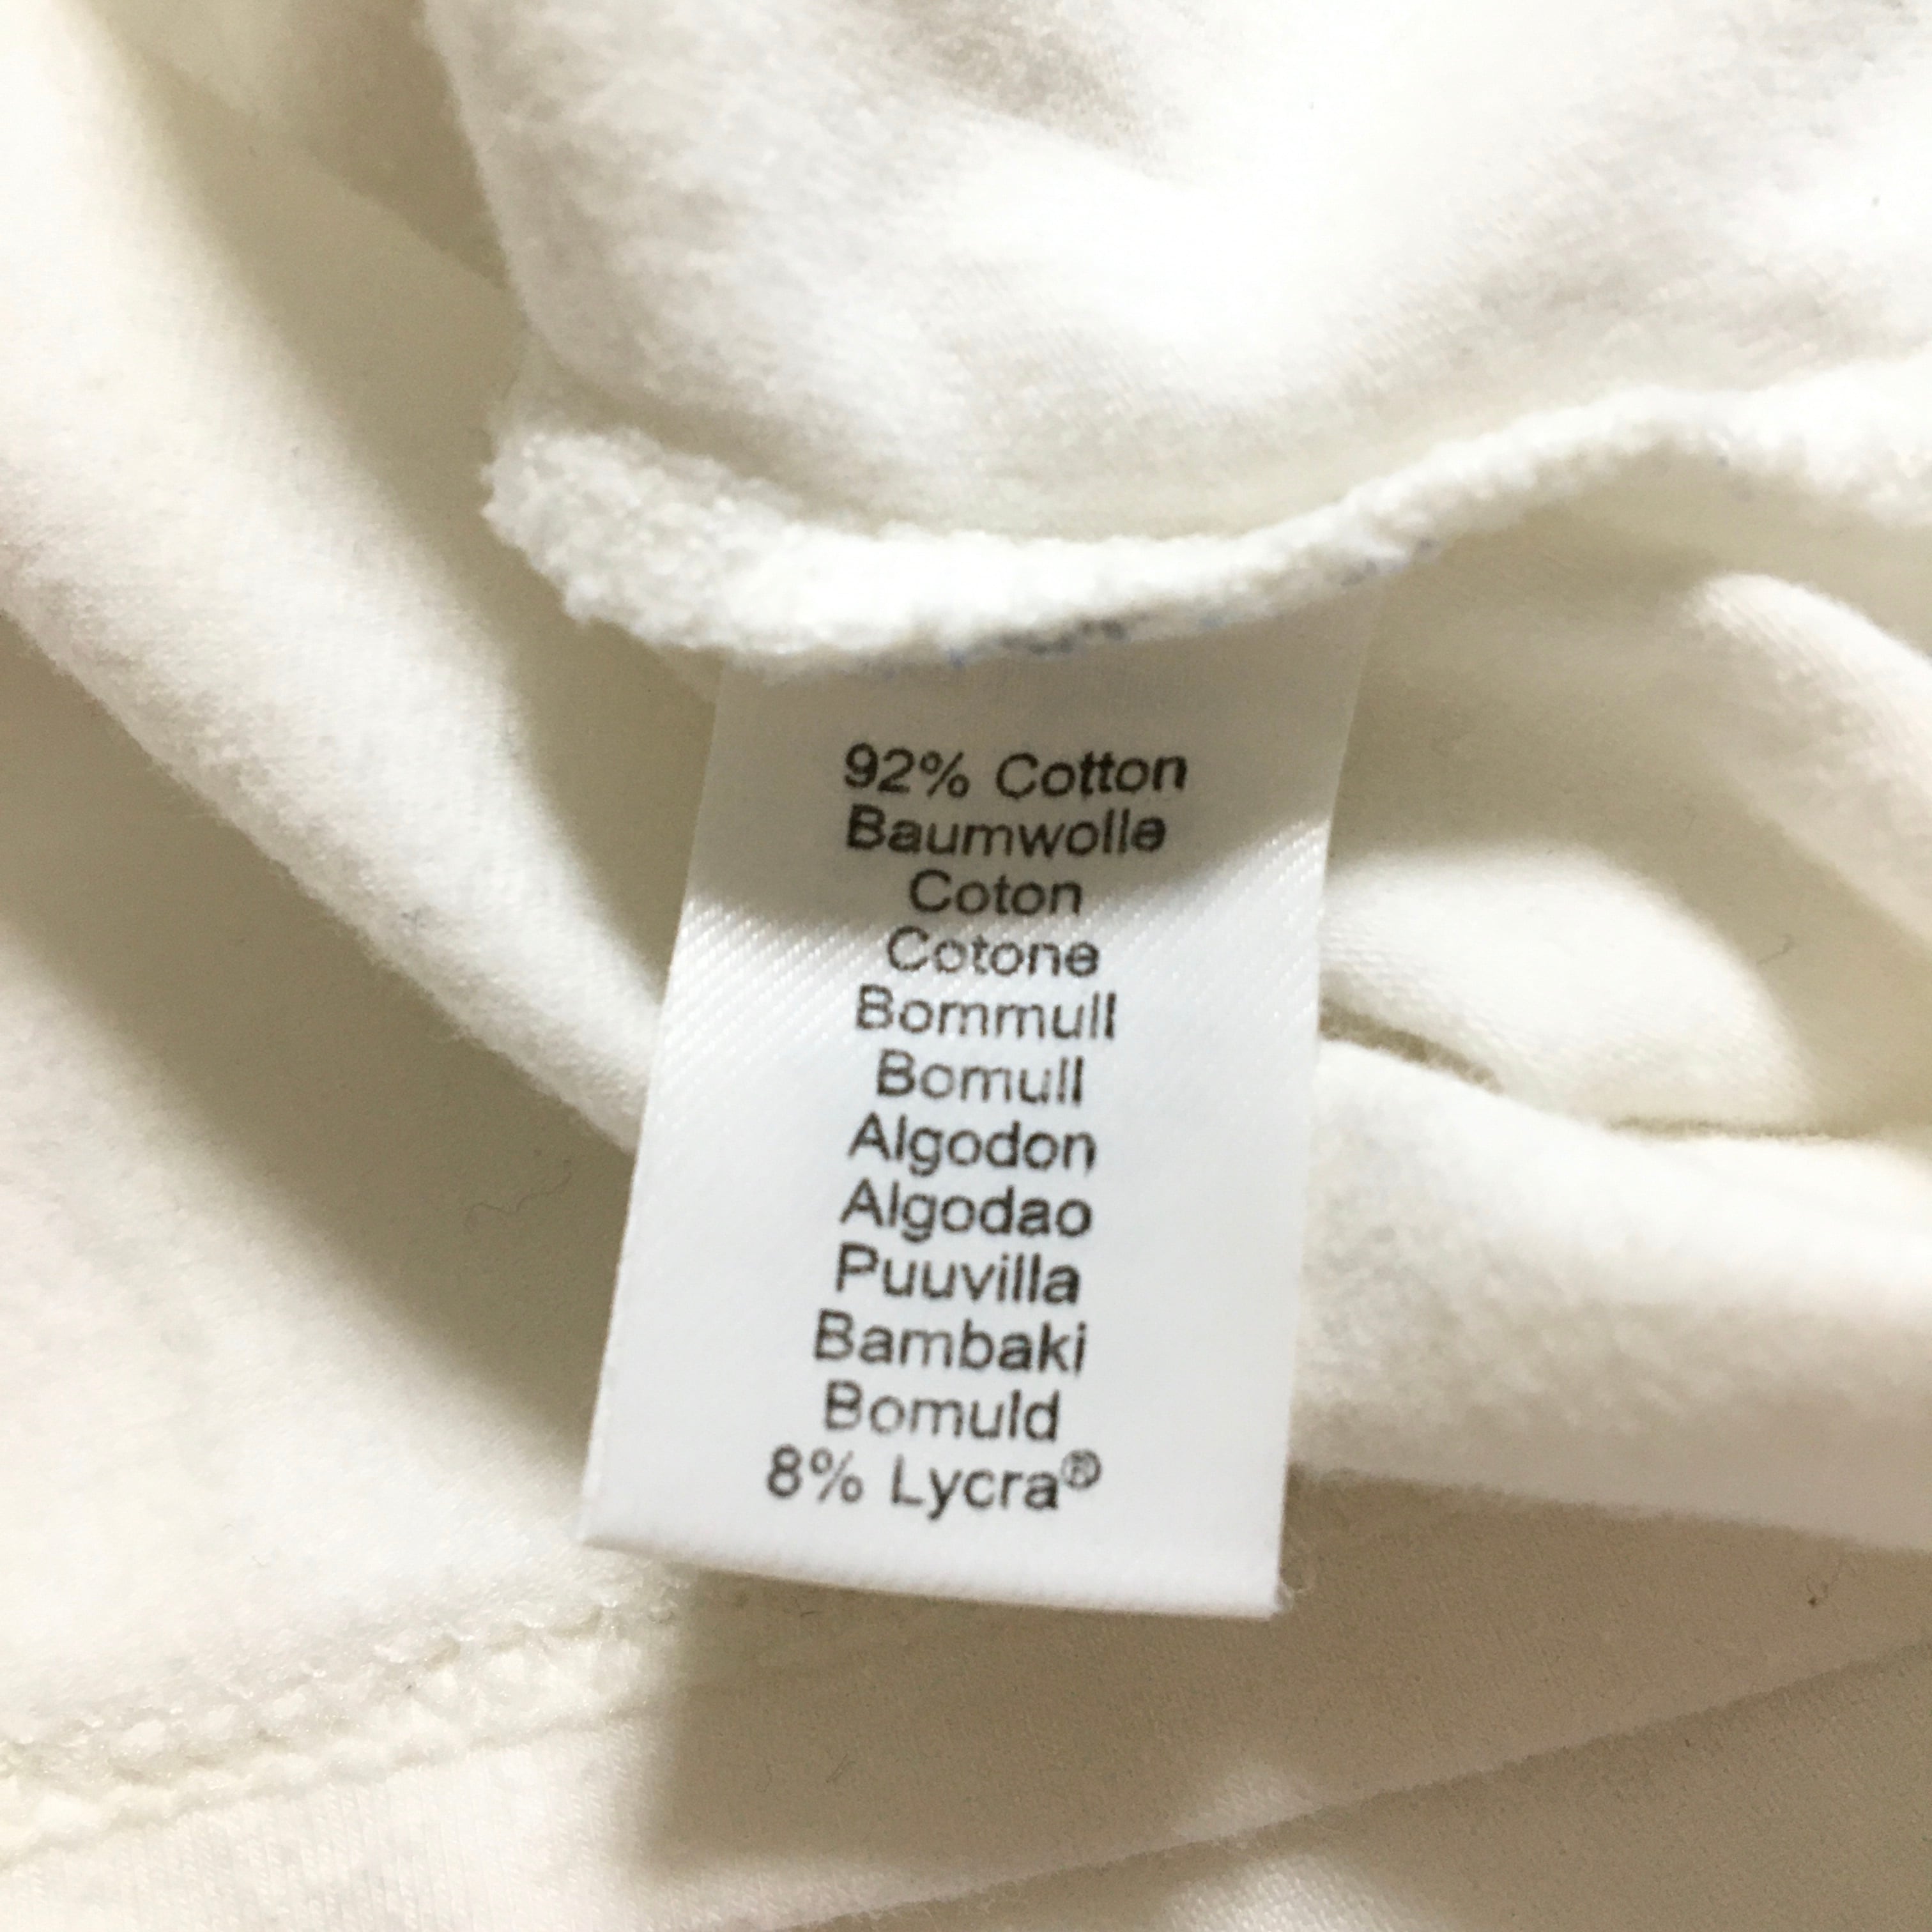 92% Cotton
Baumwolle
Coton
Cotone
Bommull
Bomull
Algodon
Algodao
Puuvilla
Bambaki
Bomuld
8% Lycra®